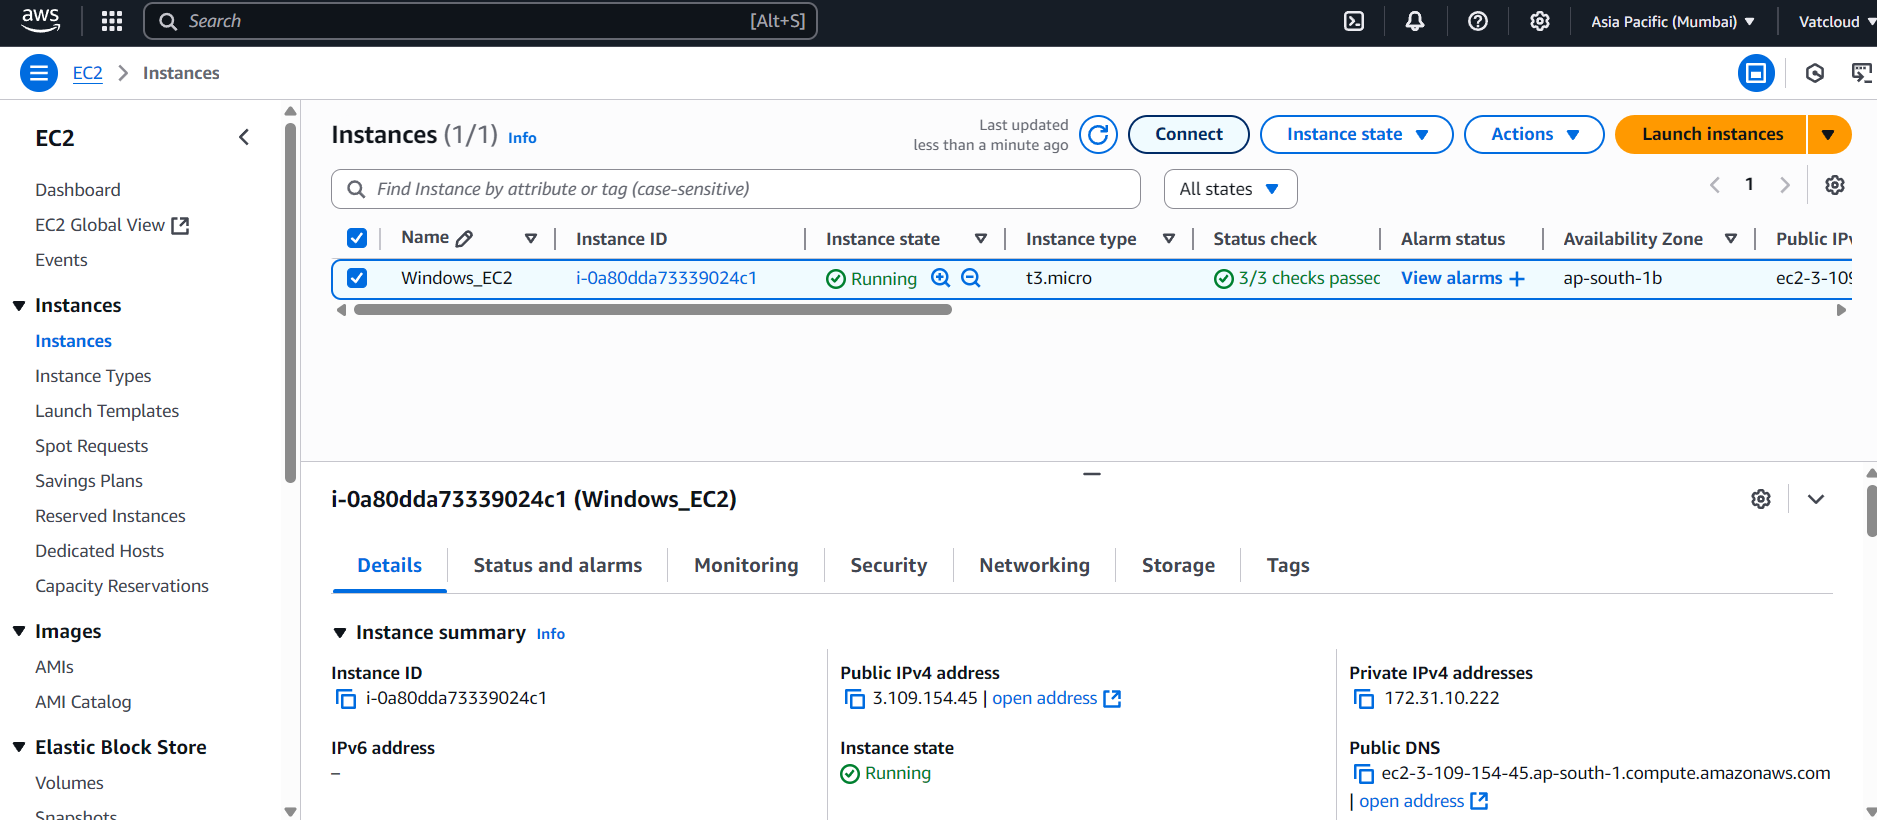 aws
Search [Alt+S]
Asia Pacific (Mumbai)
Vatcloud
EC2
Instances
EC2
Dashboard
EC2 Global View
Events
Instances
Instances
Instance Types
Launch Templates
Spot Requests
Savings Plans
Reserved Instances
Dedicated Hosts
Capacity Reservations
Images
AMIs
AMI Catalog
Elastic Block Store
Volumes
Snapshots
Instances (1/1) Info
Last updated
less than a minute ago
Connect
Instance state
Actions
Launch instances
Find Instance by attribute or tag (case-sensitive)
All states
1
Name Instance ID Instance state Instance type Status check Alarm status Availability Zone Public IPv
Windows_EC2 i-0a80dda73339024c1 Running t3.micro 3/3 checks passed View alarms + ap-south-1b ec2-3-109
i-0a80dda73339024c1 (Windows_EC2)
Details Status and alarms Monitoring Security Networking Storage Tags
Instance summary Info
Instance ID
i-0a80dda73339024c1
Public IPv4 address
3.109.154.45 | open address
Private IPv4 addresses
172.31.10.222
IPv6 address
–
Instance state
Running
Public DNS
ec2-3-109-154-45.ap-south-1.compute.amazonaws.com
| open address